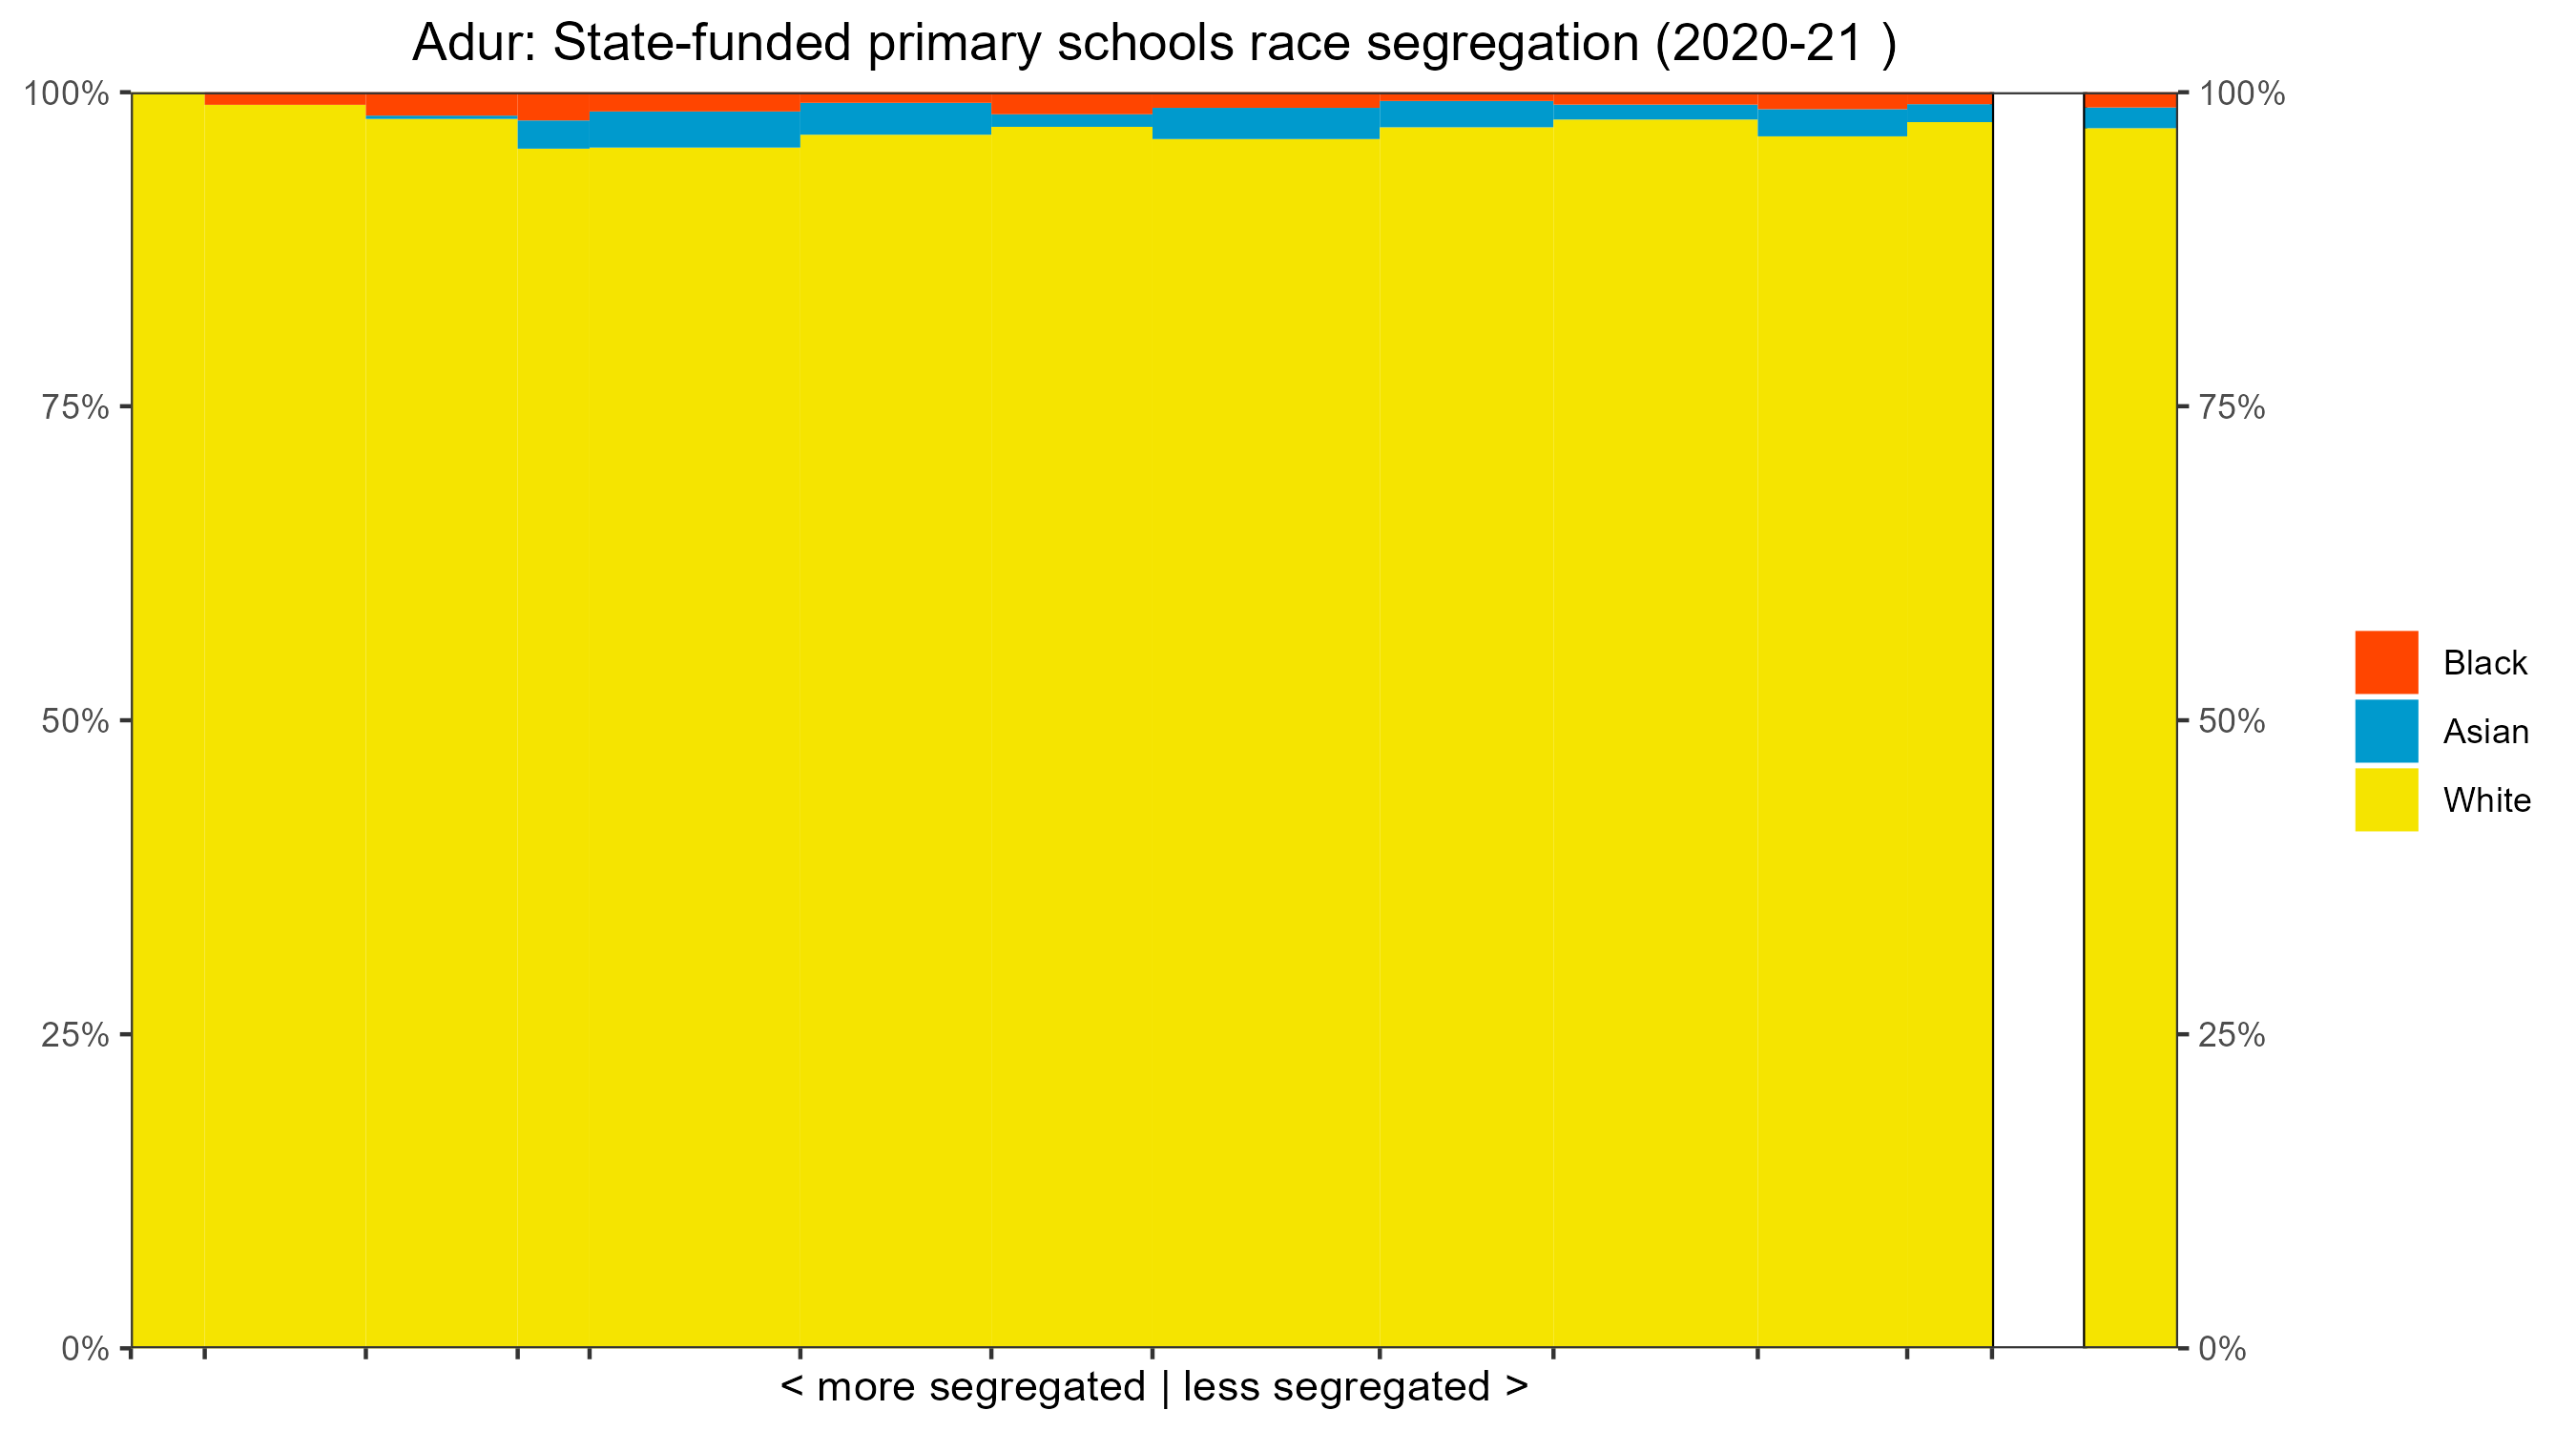 Adur: State-funded primary schools race segregation (2020-21 )
100%
75%
50%
25%
0%
100%
75%
50%
25%
0%
Black
Asian
White
< more segregated | less segregated >